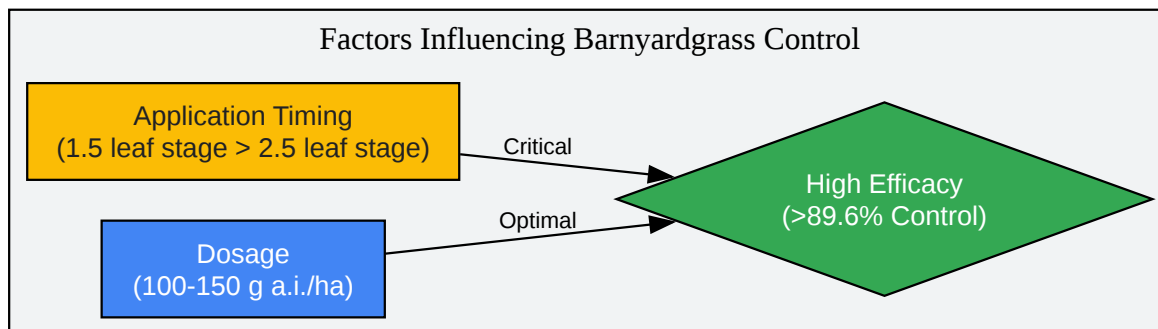 Factors Influencing Barnyardgrass Control
Application Timing
(1.5 leaf stage > 2.5 leaf stage)
Critical
High Efficacy
(>89.6% Control)
Optimal
Dosage
(100-150 g a.i./ha)